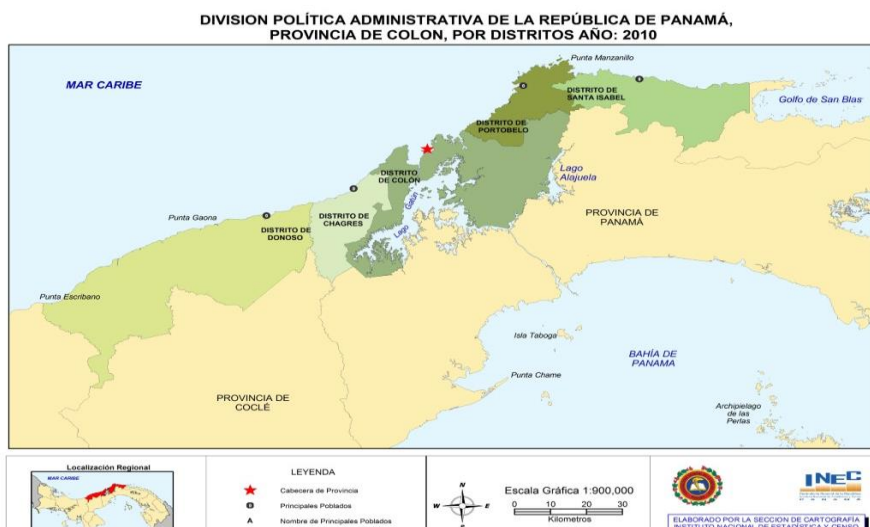 DIVISION POLÍTICA ADMINISTRATIVA DE LA REPÚBLICA DE PANAMÁ,
PROVINCIA DE COLON, POR DISTRITOS AÑO: 2010
MAR CARIBE
Punta Manzanillo
DISTRITO DE
SANTA ISABEL
Golfo de San Blas
DISTRITO DE
PORTOBELO
DISTRITO
DE COLÓN
Lago
Alajuela
Lago Gatún
PROVINCIA DE
PANAMÁ
Punta Gaona
DISTRITO DE
CHAGRES
DISTRITO DE
DONOSO
Punta Escribano
Isla Taboga
BAHÍA DE
PANAMA
Punta Chame
PROVINCIA DE
COCLÉ
Archipielago
de las
Perlas
Localización Regional
MAR CARIBE
LEYENDA
Cabecera de Provincia
Principales Poblados
A Nombre de Principales Poblados
N
W E
S
Escala Gráfica 1:900,000
0 10 20 30
Kilometros
INEC
PANAMÁ
ELABORADO POR LA SECCION DE CARTOGRAFÍA
INSTITUTO NACIONAL DE ESTADÍSTICA Y CENSO